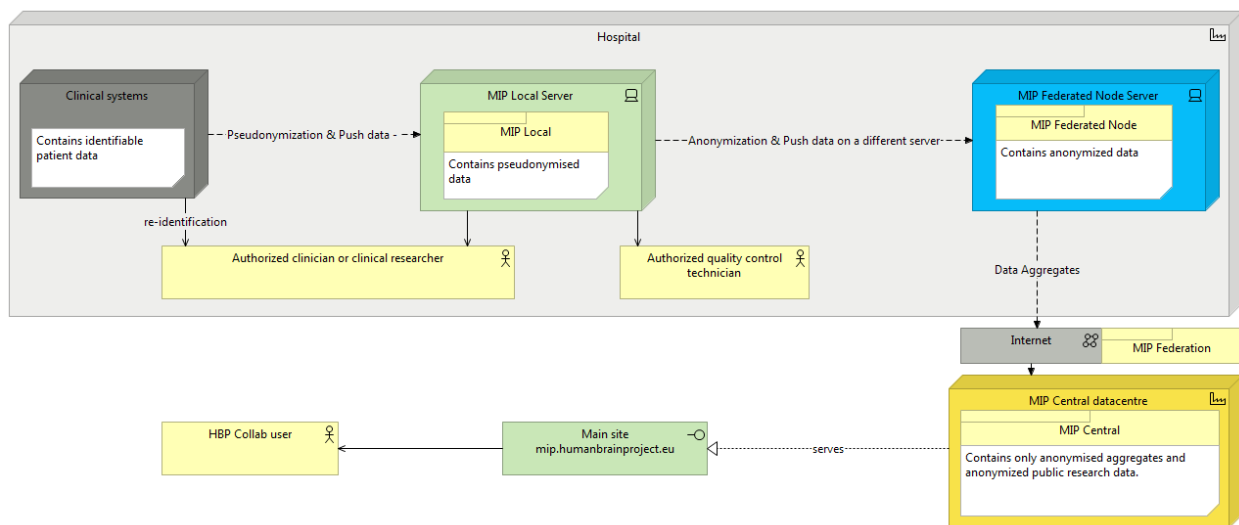 Hospital
Clinical systems
Contains identifiable
patient data
Pseudonymization & Push data
MIP Local Server
MIP Local
Contains pseudonymised
data
Anonymization & Push data on a different server
MIP Federated Node Server
MIP Federated Node
Contains anonymized data
re-identification
Authorized clinician or clinical researcher
Authorized quality control
technician
Data Aggregates
Internet
MIP Federation
MIP Central datacentre
MIP Central
Contains only anonymised aggregates and
anonymized public research data.
serves
Main site
mip.humanbrainproject.eu
HBP Collab user